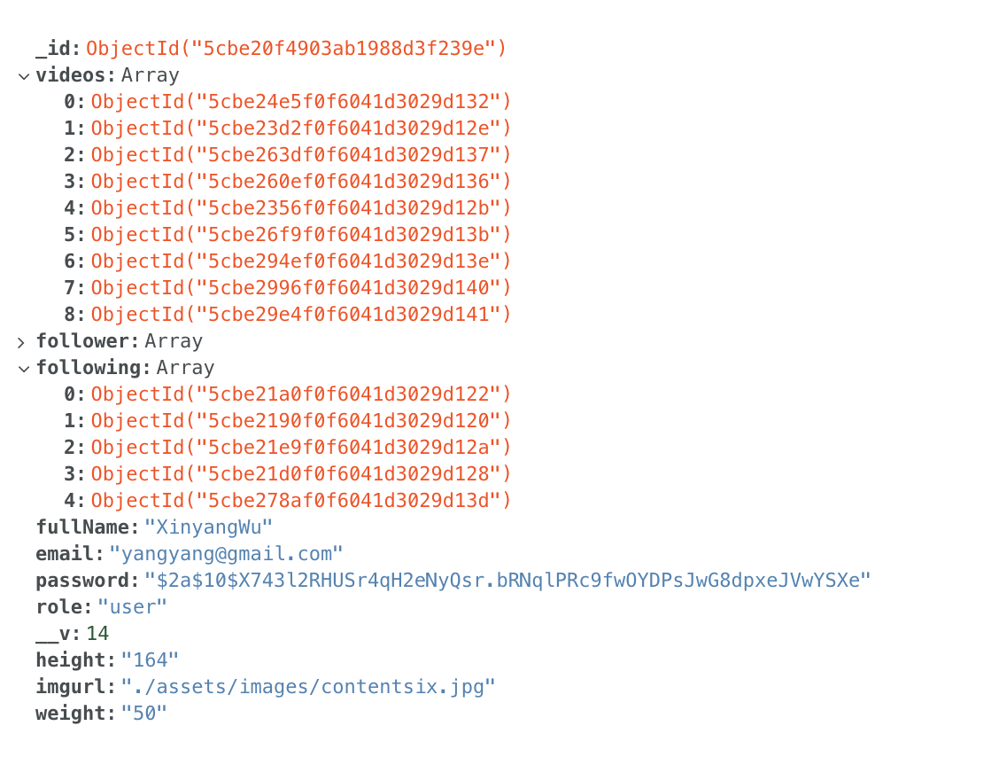 _id: ObjectId("5cbe20f4903ab1988d3f239e")
videos: Array
0: ObjectId("5cbe24e5f0f6041d3029d132")
1: ObjectId("5cbe23d2f0f6041d3029d12e")
2: ObjectId("5cbe263df0f6041d3029d137")
3: ObjectId("5cbe260ef0f6041d3029d136")
4: ObjectId("5cbe2356f0f6041d3029d12b")
5: ObjectId("5cbe26f9f0f6041d3029d13b")
6: ObjectId("5cbe294ef0f6041d3029d13e")
7: ObjectId("5cbe2996f0f6041d3029d140")
8: ObjectId("5cbe29e4f0f6041d3029d141")
follower: Array
following: Array
0: ObjectId("5cbe21a0f0f6041d3029d122")
1: ObjectId("5cbe2190f0f6041d3029d120")
2: ObjectId("5cbe21e9f0f6041d3029d12a")
3: ObjectId("5cbe21d0f0f6041d3029d128")
4: ObjectId("5cbe278af0f6041d3029d13d")
fullName: "XinyangWu"
email: "yangyang@gmail.com"
password: "$2a$10$X743l2RHUSr4qH2eNyQsr.bRNqlPRc9fwOYDPsJwG8dpxeJVwYSXe"
role: "user"
__v: 14
height: "164"
imgurl: "./assets/images/contentsix.jpg"
weight: "50"